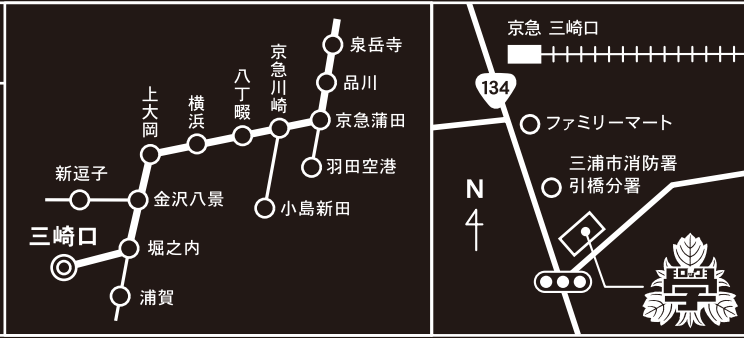 泉岳寺
品川
京急蒲田
羽田空港
京急川崎
小島新田
八丁畷
横浜
上大岡
新逗子
金沢八景
三崎口
堀之内
浦賀
京急 三崎口
134
ファミリーマート
三浦市消防署
引橋分署
N